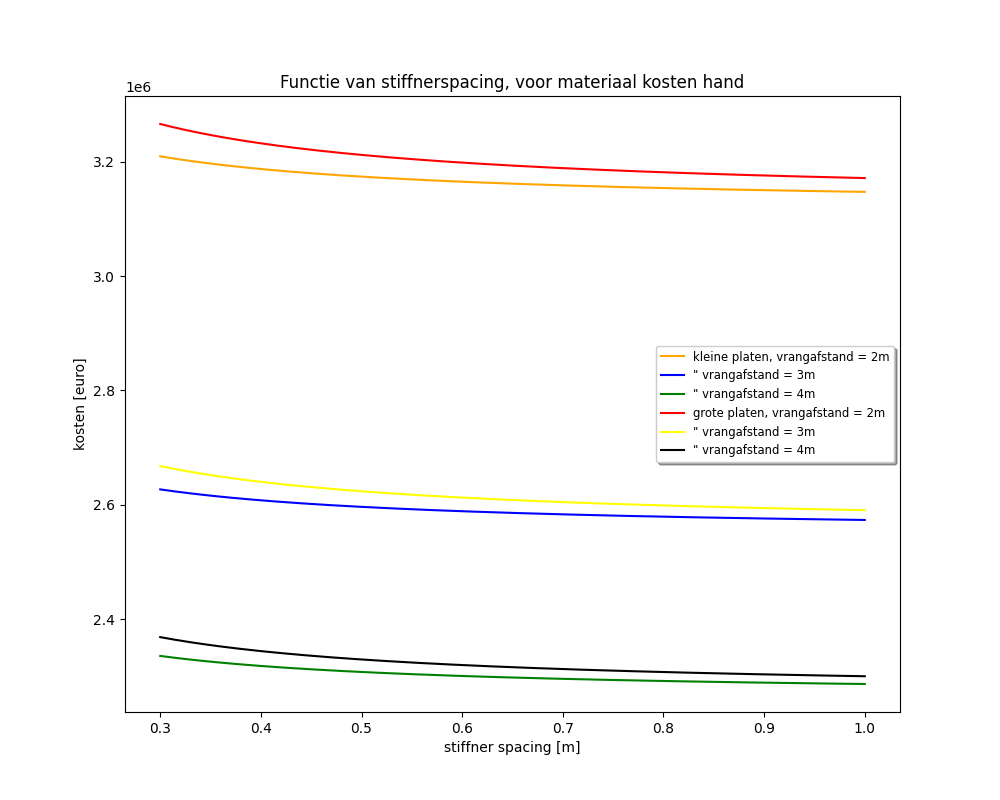 Functie van stiffnerspacing, voor materiaal kosten hand
1e6
3.2
3.0
2.8
2.6
2.4
kosten [euro]
kleine platen, vrangafstand = 2m
" vrangafstand = 3m
" vrangafstand = 4m
grote platen, vrangafstand = 2m
" vrangafstand = 3m
" vrangafstand = 4m
0.3 0.4 0.5 0.6 0.7 0.8 0.9 1.0
stiffner spacing [m]